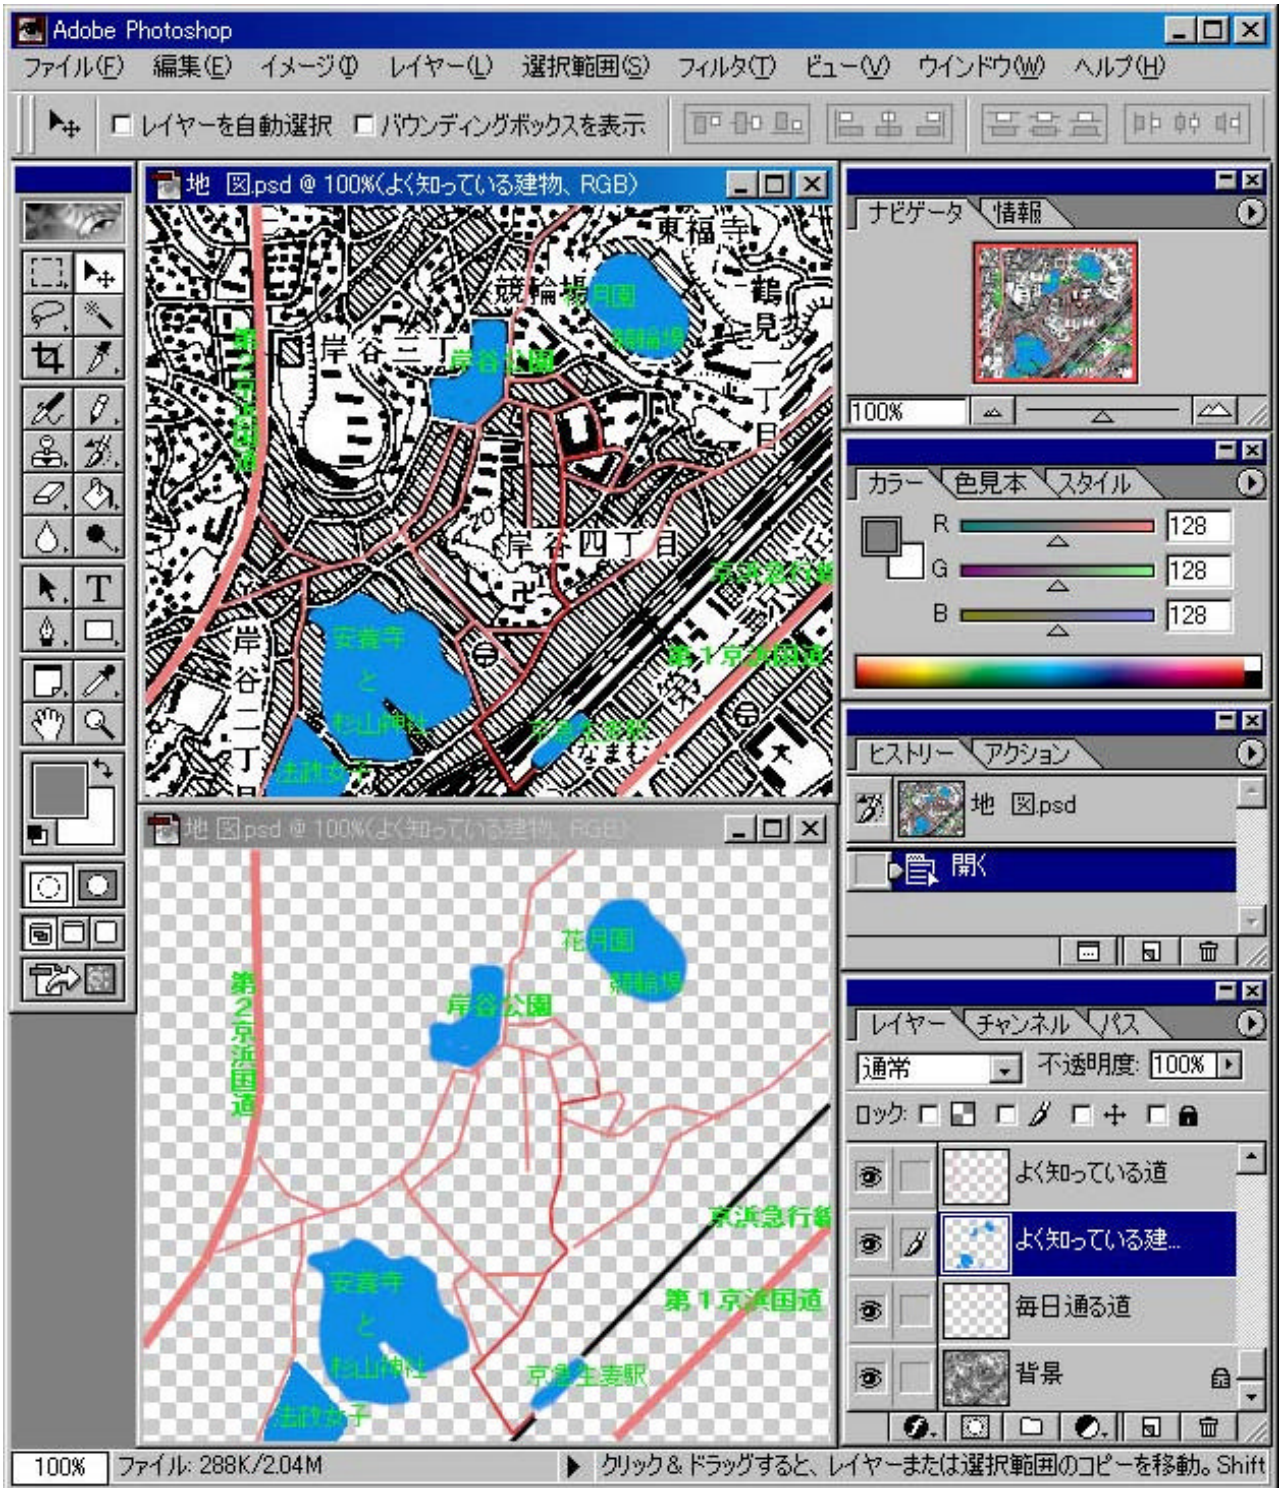 Adobe Photoshop
ファイル(F) 編集(E) イメージ(I) レイヤー(L) 選択範囲(S) フィルタ(T) ビュー(V) ウインドウ(W) ヘルプ(H)
レイヤーを自動選択 バウンディングボックスを表示
地 図.psd @ 100%(よく知っている建物、RGB)
東福寺
競輪場
花月園
競輪場
鶴見一丁目
第2京浜国道
岸谷三丁
岸谷公園
20
岸谷四丁目
京浜急行線
第1京浜国道
第一
安養寺
と
杉山神社
岸谷二丁目
法政女子
京急生麦駅
なまむぎ
地 図.psd @ 100%(よく知っている建物、RGB)
花月園
競輪場
岸谷公園
第2京浜国道
京浜急行線
第1京浜国道
安養寺
と
杉山神社
京急生麦駅
法政女子
ナビゲータ 情報
100%
カラー 色見本 スタイル
R 128
G 128
B 128
ヒストリー アクション
地 図.psd
開く
レイヤー チャンネル パス
通常 不透明度: 100%
ロック:
よく知っている道
よく知っている建...
毎日通る道
背景
100% ファイル: 288K/2.04M クリック & ドラッグすると、レイヤーまたは選択範囲のコピーを移動。Shift